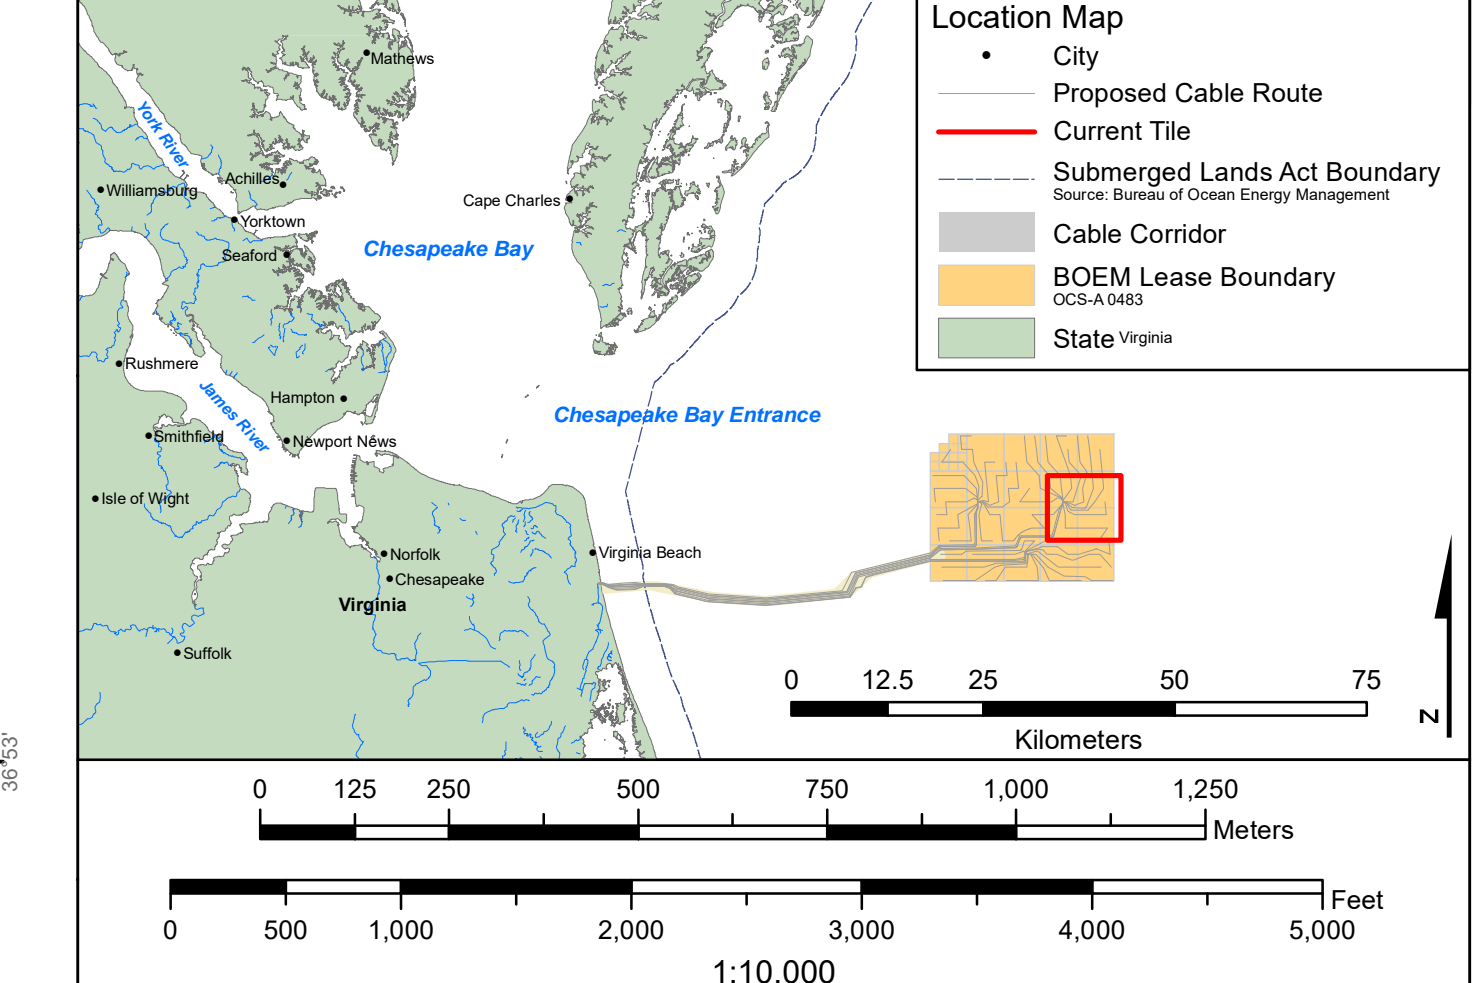 Location Map
City
Proposed Cable Route
Current Tile
Submerged Lands Act Boundary
Source: Bureau of Ocean Energy Management
Cable Corridor
BOEM Lease Boundary
OCS-A 0483
State Virginia
Mathews
York River
Achilles
Williamsburg
Cape Charles
Yorktown
Chesapeake Bay
Seaford
Rushmere
James River
Hampton
Chesapeake Bay Entrance
Smithfield
Newport News
Isle of Wight
Norfolk
Virginia Beach
Chesapeake
Virginia
Suffolk
0 12.5 25 50 75
Kilometers
N
36°53'
0 125 250 500 750 1,000 1,250
Meters
Feet
0 500 1,000 2,000 3,000 4,000 5,000
1:10,000